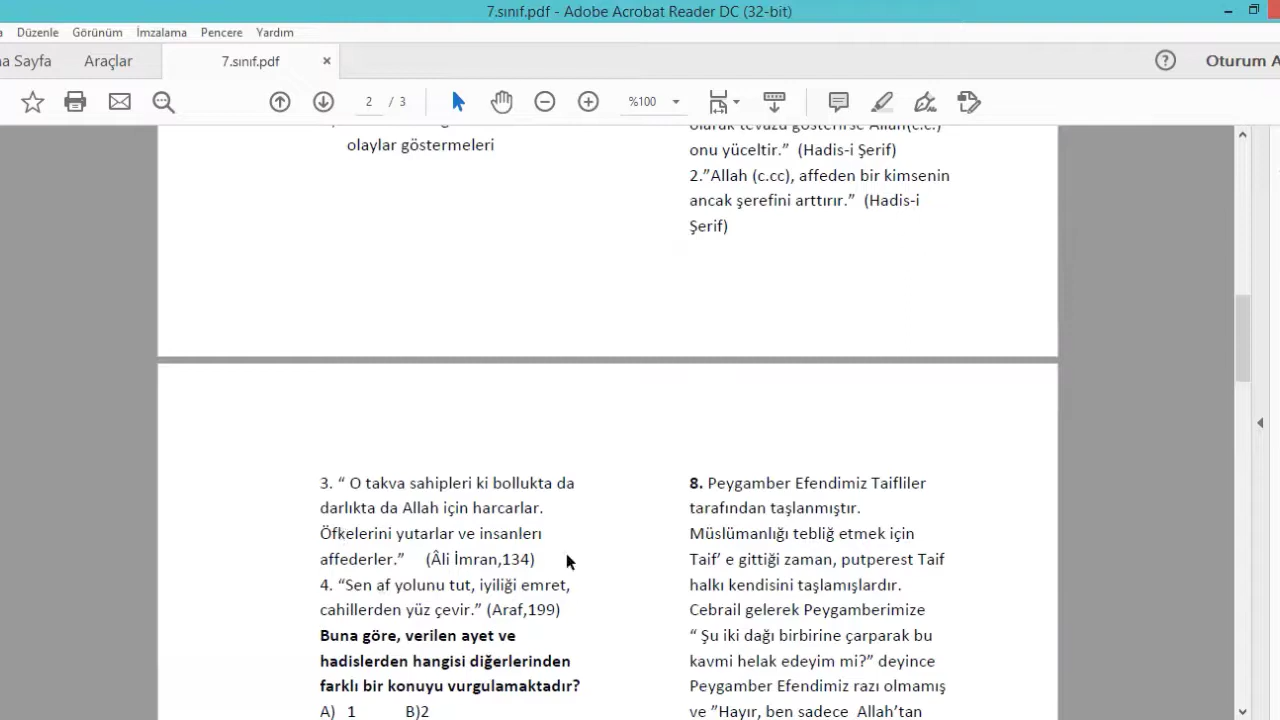 7.sınıf.pdf - Adobe Acrobat Reader DC (32-bit)
Düzenle Görünüm İmzalama Pencere Yardım
a Sayfa Araçlar 7.sınıf.pdf × ? Oturum A
2 / 3 %100
olaylar göstermeleri
olarak tevazu gösterirse Allah(c.c.)
onu yüceltir.” (Hadis-i Şerif)
2.”Allah (c.cc), affeden bir kimsenin
ancak şerefini arttırır.” (Hadis-i
Şerif)
3. “ O takva sahipleri ki bollukta da
darlıkta da Allah için harcarlar.
Öfkelerini yutarlar ve insanlerı
affederler.” (Âli İmran,134)
4. “Sen af yolunu tut, iyiliği emret,
cahillerden yüz çevir.” (Araf,199)
Buna göre, verilen ayet ve
hadislerden hangisi diğerlerinden
farklı bir konuyu vurgulamaktadır?
A) 1 B)2
8. Peygamber Efendimiz Taifliler
tarafından taşlanmıştır.
Müslümanlığı tebliğ etmek için
Taif’ e gittiği zaman, putperest Taif
halkı kendisini taşlamışlardır.
Cebrail gelerek Peygamberimize
“ Şu iki dağı birbirine çarparak bu
kavmi helak edeyim mi?” deyince
Peygamber Efendimiz razı olmamış
ve ”Hayır, ben sadece Allah’tan